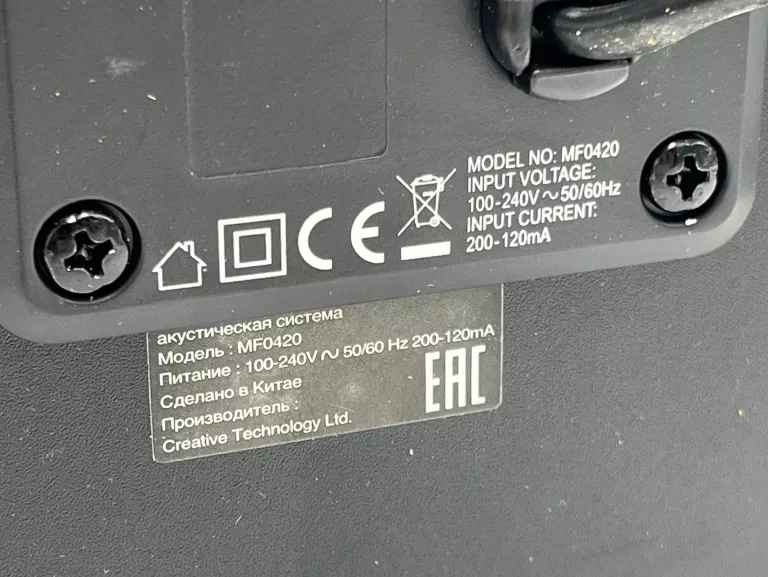 MODEL NO: MF0420
INPUT VOLTAGE:
100-240V ~ 50/60Hz
INPUT CURRENT:
200-120mA
CE
акустическая система
Модель : MF0420
Питание : 100-240V ~ 50/60 Hz 200-120mA
Сделано в Китае
Производитель :
Creative Technology Ltd.
EAC